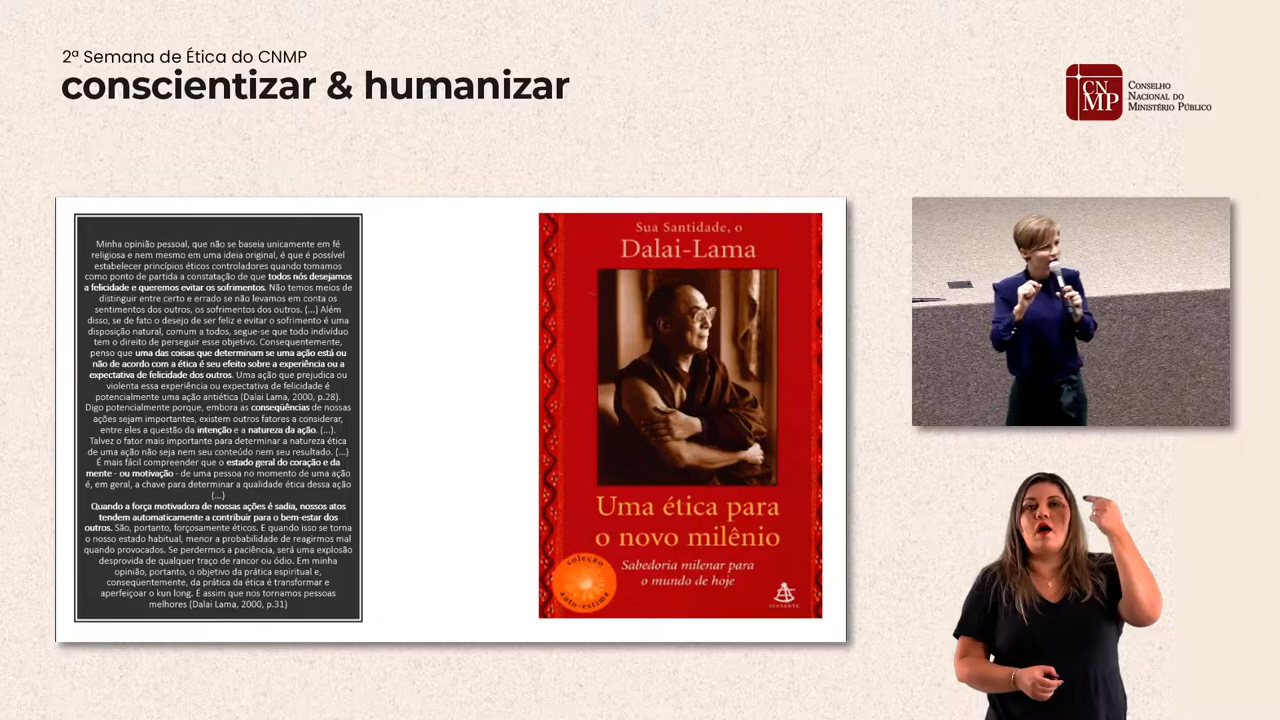 2ª Semana de Ética do CNMP
conscientizar & humanizar
CN
MP
CONSELHO
NACIONAL DO
MINISTÉRIO PÚBLICO
Minha opinião pessoal, que não se baseia unicamente em fé
religiosa e nem mesmo em uma ideia original, é que é possível
estabelecer princípios éticos controladores quando tomamos
como ponto de partida a constatação de que todos nós desejamos
a felicidade e queremos evitar os sofrimentos. Não temos meios de
distinguir entre certo e errado se não levamos em conta os
sentimentos dos outros, os sofrimentos dos outros. (...) Além
disso, se de fato o desejo de ser feliz e evitar o sofrimento é uma
disposição natural, comum a todos, segue-se que todo indivíduo
tem o direito de perseguir esse objetivo. Consequentemente,
penso que uma das coisas que determinam se uma ação está ou
não de acordo com a ética é seu efeito sobre a experiência ou a
expectativa de felicidade dos outros. Uma ação que prejudica ou
violenta essa experiência ou expectativa de felicidade é
potencialmente uma ação antiética (Dalai Lama, 2000, p.28).
Digo potencialmente porque, embora as conseqüências de nossas
ações sejam importantes, existem outros fatores a considerar,
entre eles a questão da intenção e a natureza da ação. (...).
Talvez o fator mais importante para determinar a natureza ética
de uma ação não seja nem seu conteúdo nem seu resultado. (...)
É mais fácil compreender que o estado geral do coração e da
mente - ou motivação - de uma pessoa no momento de uma ação
é, em geral, a chave para determinar a qualidade ética dessa ação
(...)
Quando a força motivadora de nossas ações é sadia, nossos atos
tendem automaticamente a contribuir para o bem-estar dos
outros. São, portanto, forçosamente éticos. E quando isso se torna
o nosso estado habitual, menor a probabilidade de reagirmos mal
quando provocados. Se perdermos a paciência, será uma explosão
desprovida de qualquer traço de rancor ou ódio. Em minha
opinião, portanto, o objetivo da prática espiritual e,
conseqüentemente, da prática da ética é transformar e
aperfeiçoar o kun long. É assim que nos tornamos pessoas
melhores (Dalai Lama, 2000, p.31)
Sua Santidade, o
Dalai-Lama
Uma ética para
o novo milênio
Sabedoria milenar para
o mundo de hoje
coleção
auto-estima
SEXTANTE